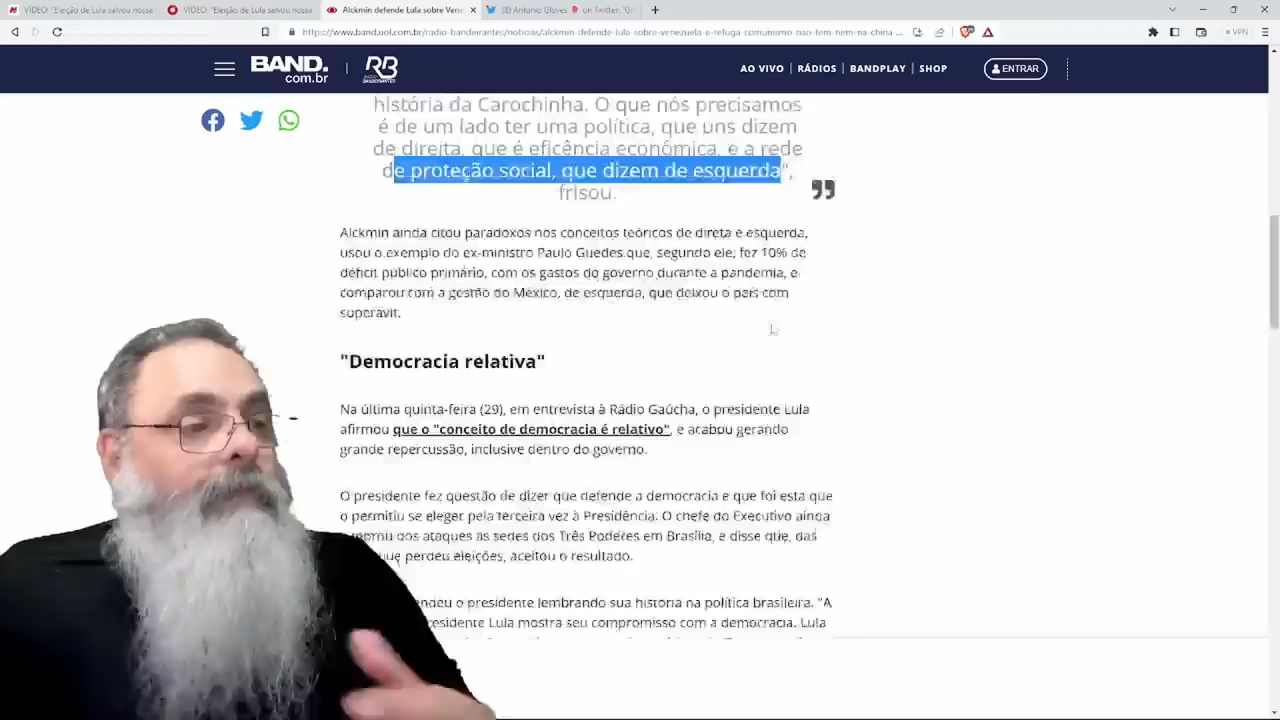 VÍDEO: "Eleição de Lula salvou nossa
VÍDEO: "Eleição de Lula salvou nossa
Alckmin defende Lula sobre Vene
(8) Antonio Gloves on Twitter: "G
https://www.band.uol.com.br/radio-bandeirantes/noticias/alckmin-defende-lula-sobre-venezuela-e-refuga-comunismo-nao-tem-nem-na-china-...
VPN
BAND.
com.br
RB
AO VIVO
RÁDIOS
BANDPLAY
SHOP
ENTRAR
história da Carochinha. O que nós precisamos
é de um lado ter uma política, que uns dizem
de direita, que é eficência econômica, e a rede
de proteção social, que dizem de esquerda",
frisou.
Alckmin ainda citou paradoxos nos conceitos teóricos de direta e esquerda,
usou o exemplo do ex-ministro Paulo Guedes que, segundo ele, fez 10% de
déficit público primário, com os gastos do governo durante a pandemia, e
comparou com a gestão do México, de esquerda, que deixou o país com
superavit.
"Democracia relativa"
Na última quinta-feira (29), em entrevista à Rádio Gaúcha, o presidente Lula
afirmou que o "conceito de democracia é relativo", e acabou gerando
grande repercussão, inclusive dentro do governo.
O presidente fez questão de dizer que defende a democracia e que foi esta que
o permitiu se eleger pela terceira vez à Presidência. O chefe do Executivo ainda
dos ataques às sedes dos Três Poderes em Brasília, e disse que, das
que perdeu eleições, aceitou o resultado.
o presidente lembrando sua história na política brasileira. "A
presidente Lula mostra seu compromisso com a democracia. Lula